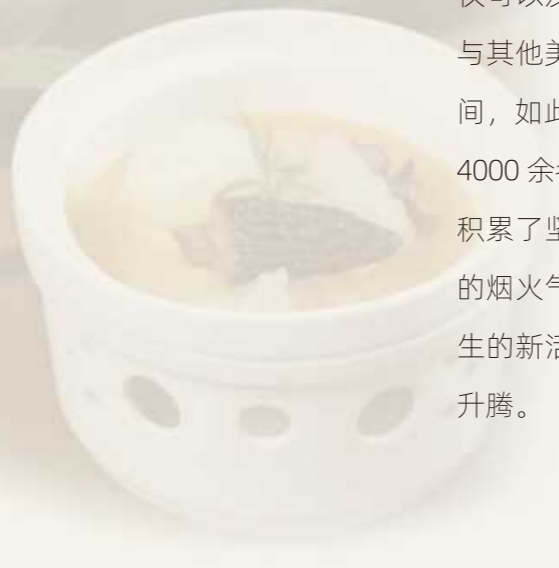 与其他美
间，如此
4000 余
积累了坚
的烟火气
生的新活
升腾。